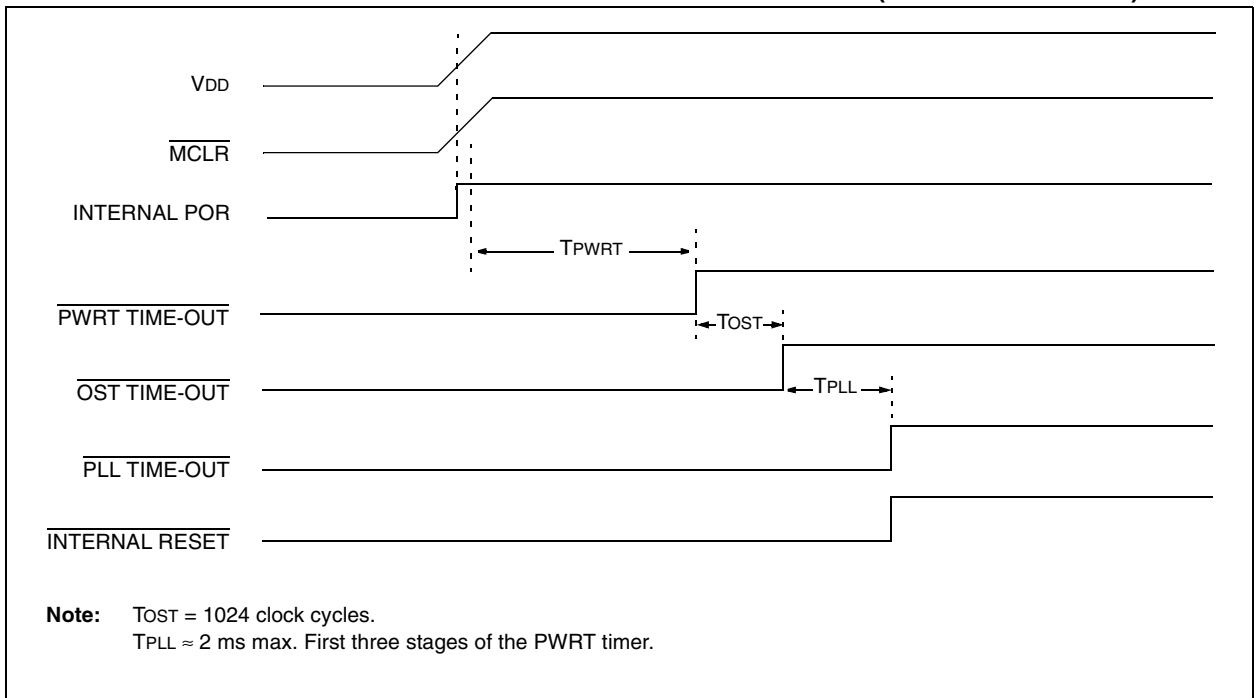 VDD
MCLR
INTERNAL POR
TPWRT
PWRT TIME-OUT
TOST
OST TIME-OUT
TPLL
PLL TIME-OUT
INTERNAL RESET
Note: TOST = 1024 clock cycles.
TPLL ≈ 2 ms max. First three stages of the PWRT timer.